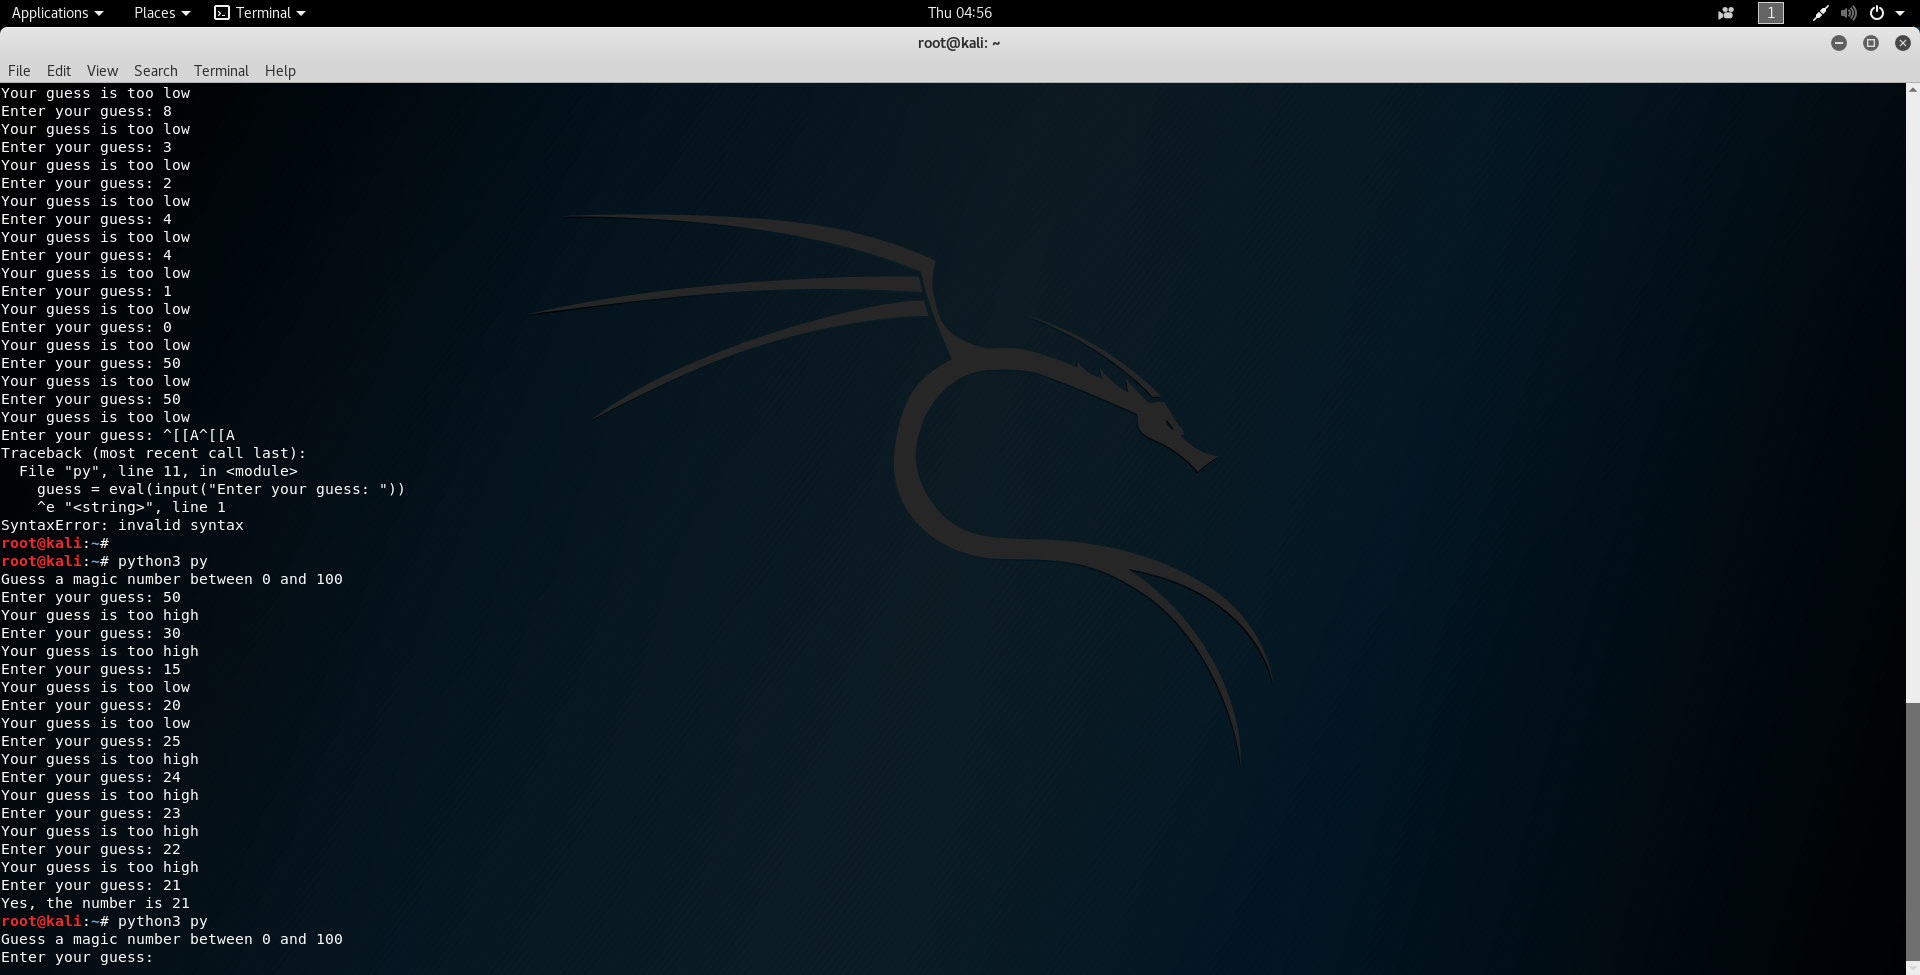 Applications Places Terminal Thu 04:56 1
root@kali: ~
File Edit View Search Terminal Help
Your guess is too low
Enter your guess: 8
Your guess is too low
Enter your guess: 3
Your guess is too low
Enter your guess: 2
Your guess is too low
Enter your guess: 4
Your guess is too low
Enter your guess: 4
Your guess is too low
Enter your guess: 1
Your guess is too low
Enter your guess: 0
Your guess is too low
Enter your guess: 50
Your guess is too low
Enter your guess: 50
Your guess is too low
Enter your guess: ^[[A^[[A
Traceback (most recent call last):
  File "py", line 11, in <module>
    guess = eval(input("Enter your guess: "))
    ^e "<string>", line 1
SyntaxError: invalid syntax
root@kali:~#
root@kali:~# python3 py
Guess a magic number between 0 and 100
Enter your guess: 50
Your guess is too high
Enter your guess: 30
Your guess is too high
Enter your guess: 15
Your guess is too low
Enter your guess: 20
Your guess is too low
Enter your guess: 25
Your guess is too high
Enter your guess: 24
Your guess is too high
Enter your guess: 23
Your guess is too high
Enter your guess: 22
Your guess is too high
Enter your guess: 21
Yes, the number is 21
root@kali:~# python3 py
Guess a magic number between 0 and 100
Enter your guess: